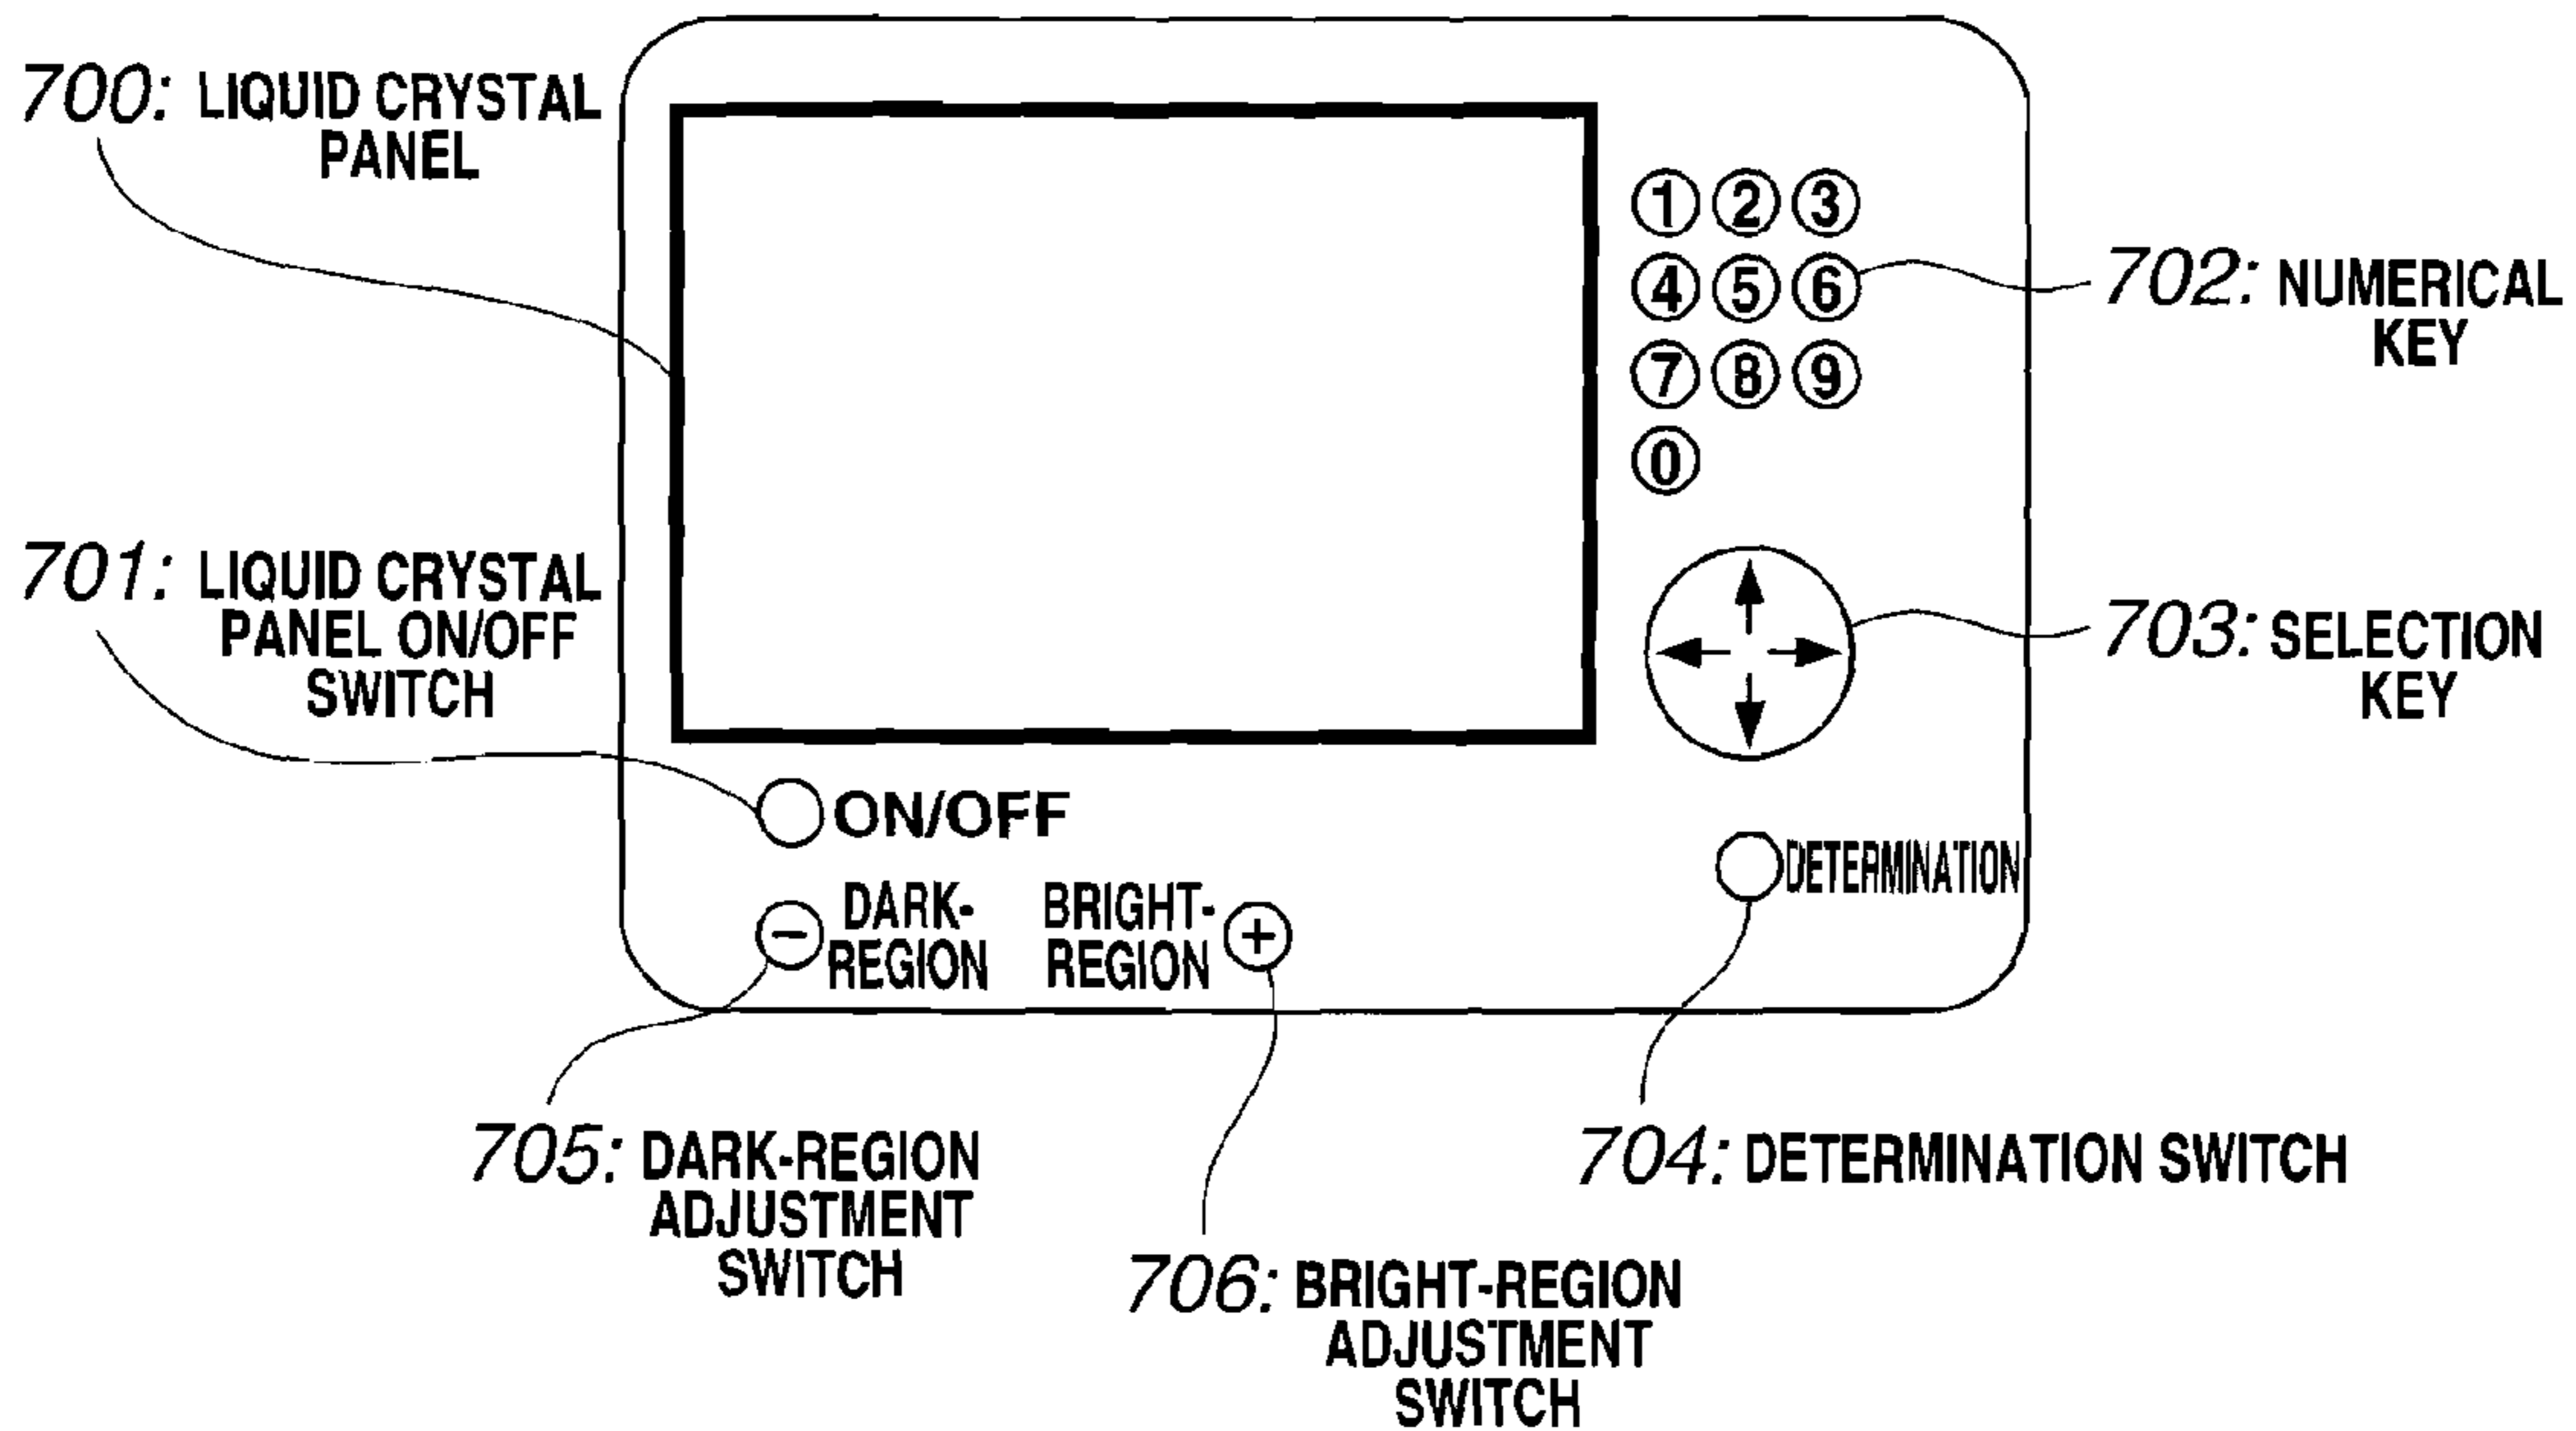 700: LIQUID CRYSTAL
PANEL
1 2 3
4 5 6
7 8 9
0
702: NUMERICAL
KEY
701: LIQUID CRYSTAL
PANEL ON/OFF
SWITCH
703: SELECTION
KEY
ON/OFF
DETERMINATION
− DARK-
REGION
BRIGHT- +
REGION
705: DARK-REGION
ADJUSTMENT
SWITCH
704: DETERMINATION SWITCH
706: BRIGHT-REGION
ADJUSTMENT
SWITCH